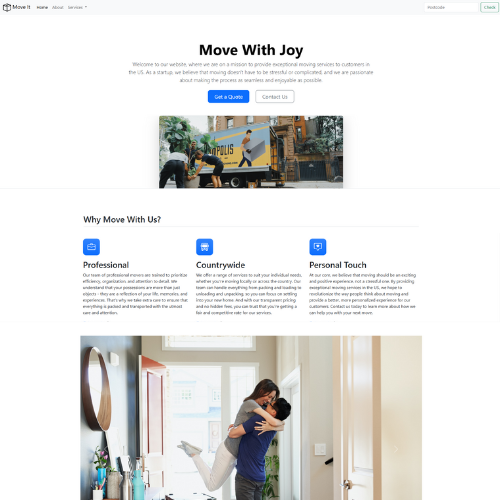 Move It Home About Services Postcode Check
Move With Joy
Welcome to our website, where we are on a mission to provide exceptional moving services to customers in
the US. As a startup, we believe that moving doesn't have to be stressful or complicated, and we are passionate
about making the process as seamless and enjoyable as possible.
Get a Quote Contact Us
Why Move With Us?
Professional
Our team of professional movers are trained to prioritize
efficiency, organization, and attention to detail. We
understand that your possessions are more than just
objects - they are a reflection of your life, memories, and
experiences. That's why we take extra care to ensure that
everything is packed and transported with the utmost
care and attention.
Countrywide
We offer a range of services to suit your individual needs,
whether you're moving locally or across the country. Our
team can handle everything from packing and loading to
unloading and unpacking, so you can focus on settling
into your new home. And with our transparent pricing
and no hidden fees, you can trust that you're getting a
fair and competitive rate for our services.
Personal Touch
At our core, we believe that moving should be an exciting
and positive experience, not a stressful one. By providing
exceptional moving services in the US, we hope to
revolutionize the way people think about moving and
provide a better, more personalized experience for our
customers. Contact us today to learn more about how we
can help you with your next move.